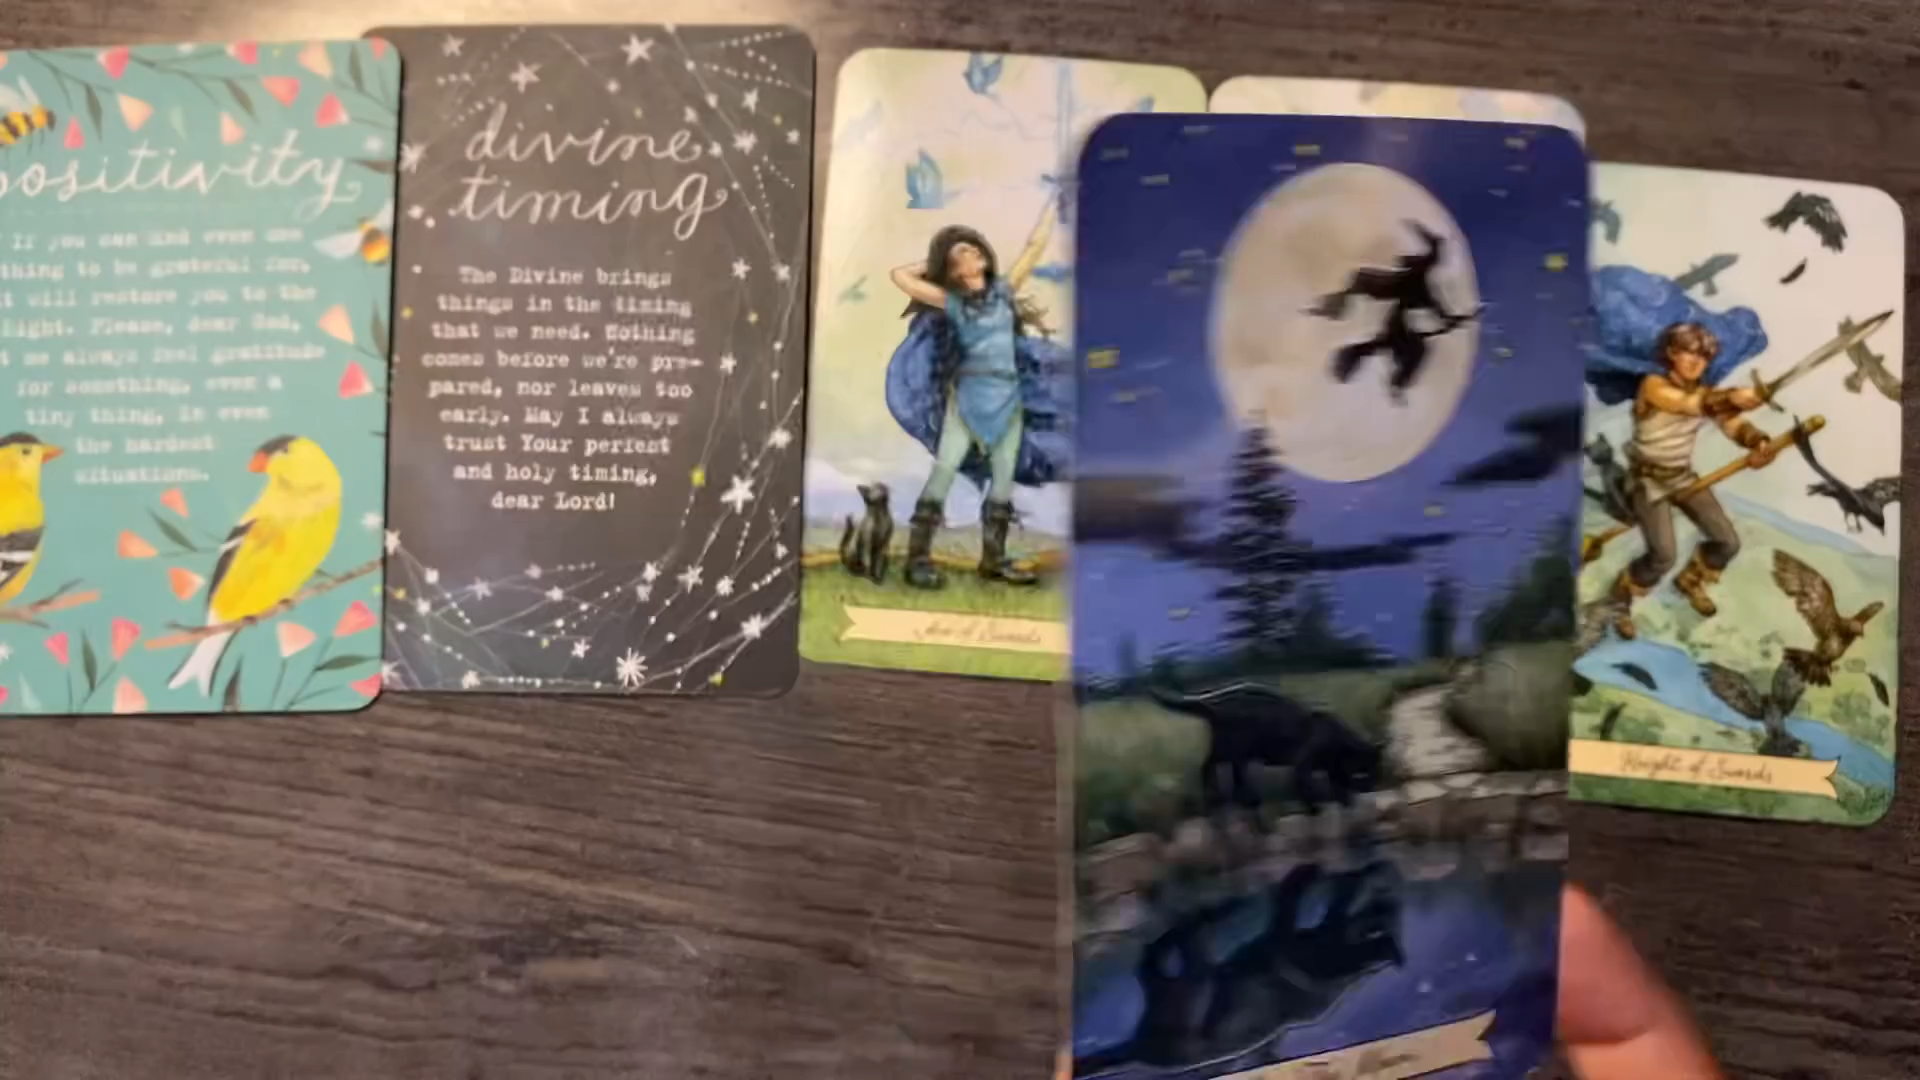 positivity
If you can find even one
thing to be grateful for,
it will restore you to the
light. Please, dear God,
let me always feel gratitude
for something, even a
tiny thing, in even
the hardest
situations.
divine
timing
The Divine brings
things in the timing
that we need. Nothing
comes before we're pre-
pared, nor leaves too
early. May I always
trust Your perfect
and holy timing,
dear Lord!
Ace of Swords
Knight of Swords
Moon